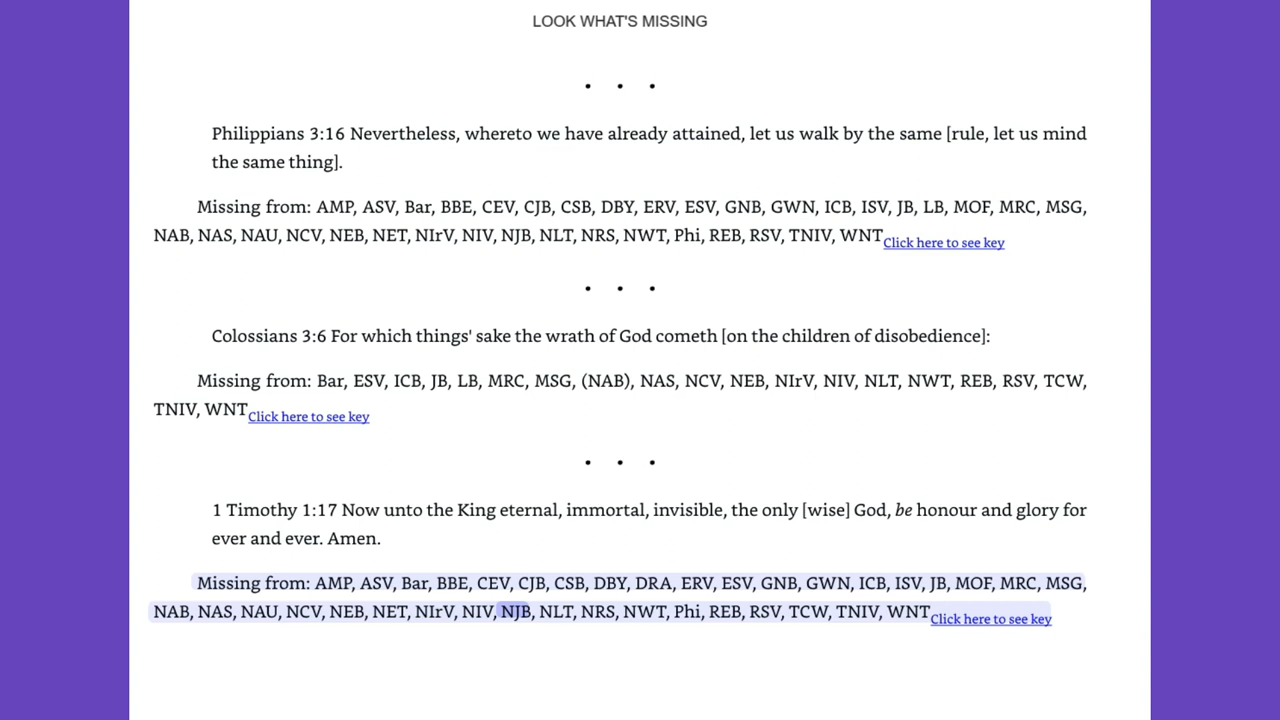 LOOK WHAT'S MISSING
• • •
Philippians 3:16 Nevertheless, whereto we have already attained, let us walk by the same [rule, let us mind
the same thing].
Missing from: AMP, ASV, Bar, BBE, CEV, CJB, CSB, DBY, ERV, ESV, GNB, GWN, ICB, ISV, JB, LB, MOF, MRC, MSG,
NAB, NAS, NAU, NCV, NEB, NET, NIrV, NIV, NJB, NLT, NRS, NWT, Phi, REB, RSV, TNIV, WNT Click here to see key
• • •
Colossians 3:6 For which things' sake the wrath of God cometh [on the children of disobedience]:
Missing from: Bar, ESV, ICB, JB, LB, MRC, MSG, (NAB), NAS, NCV, NEB, NIrV, NIV, NLT, NWT, REB, RSV, TCW,
TNIV, WNT Click here to see key
• • •
1 Timothy 1:17 Now unto the King eternal, immortal, invisible, the only [wise] God, be honour and glory for
ever and ever. Amen.
Missing from: AMP, ASV, Bar, BBE, CEV, CJB, CSB, DBY, DRA, ERV, ESV, GNB, GWN, ICB, ISV, JB, MOF, MRC, MSG,
NAB, NAS, NAU, NCV, NEB, NET, NIrV, NIV, NJB, NLT, NRS, NWT, Phi, REB, RSV, TCW, TNIV, WNT Click here to see key